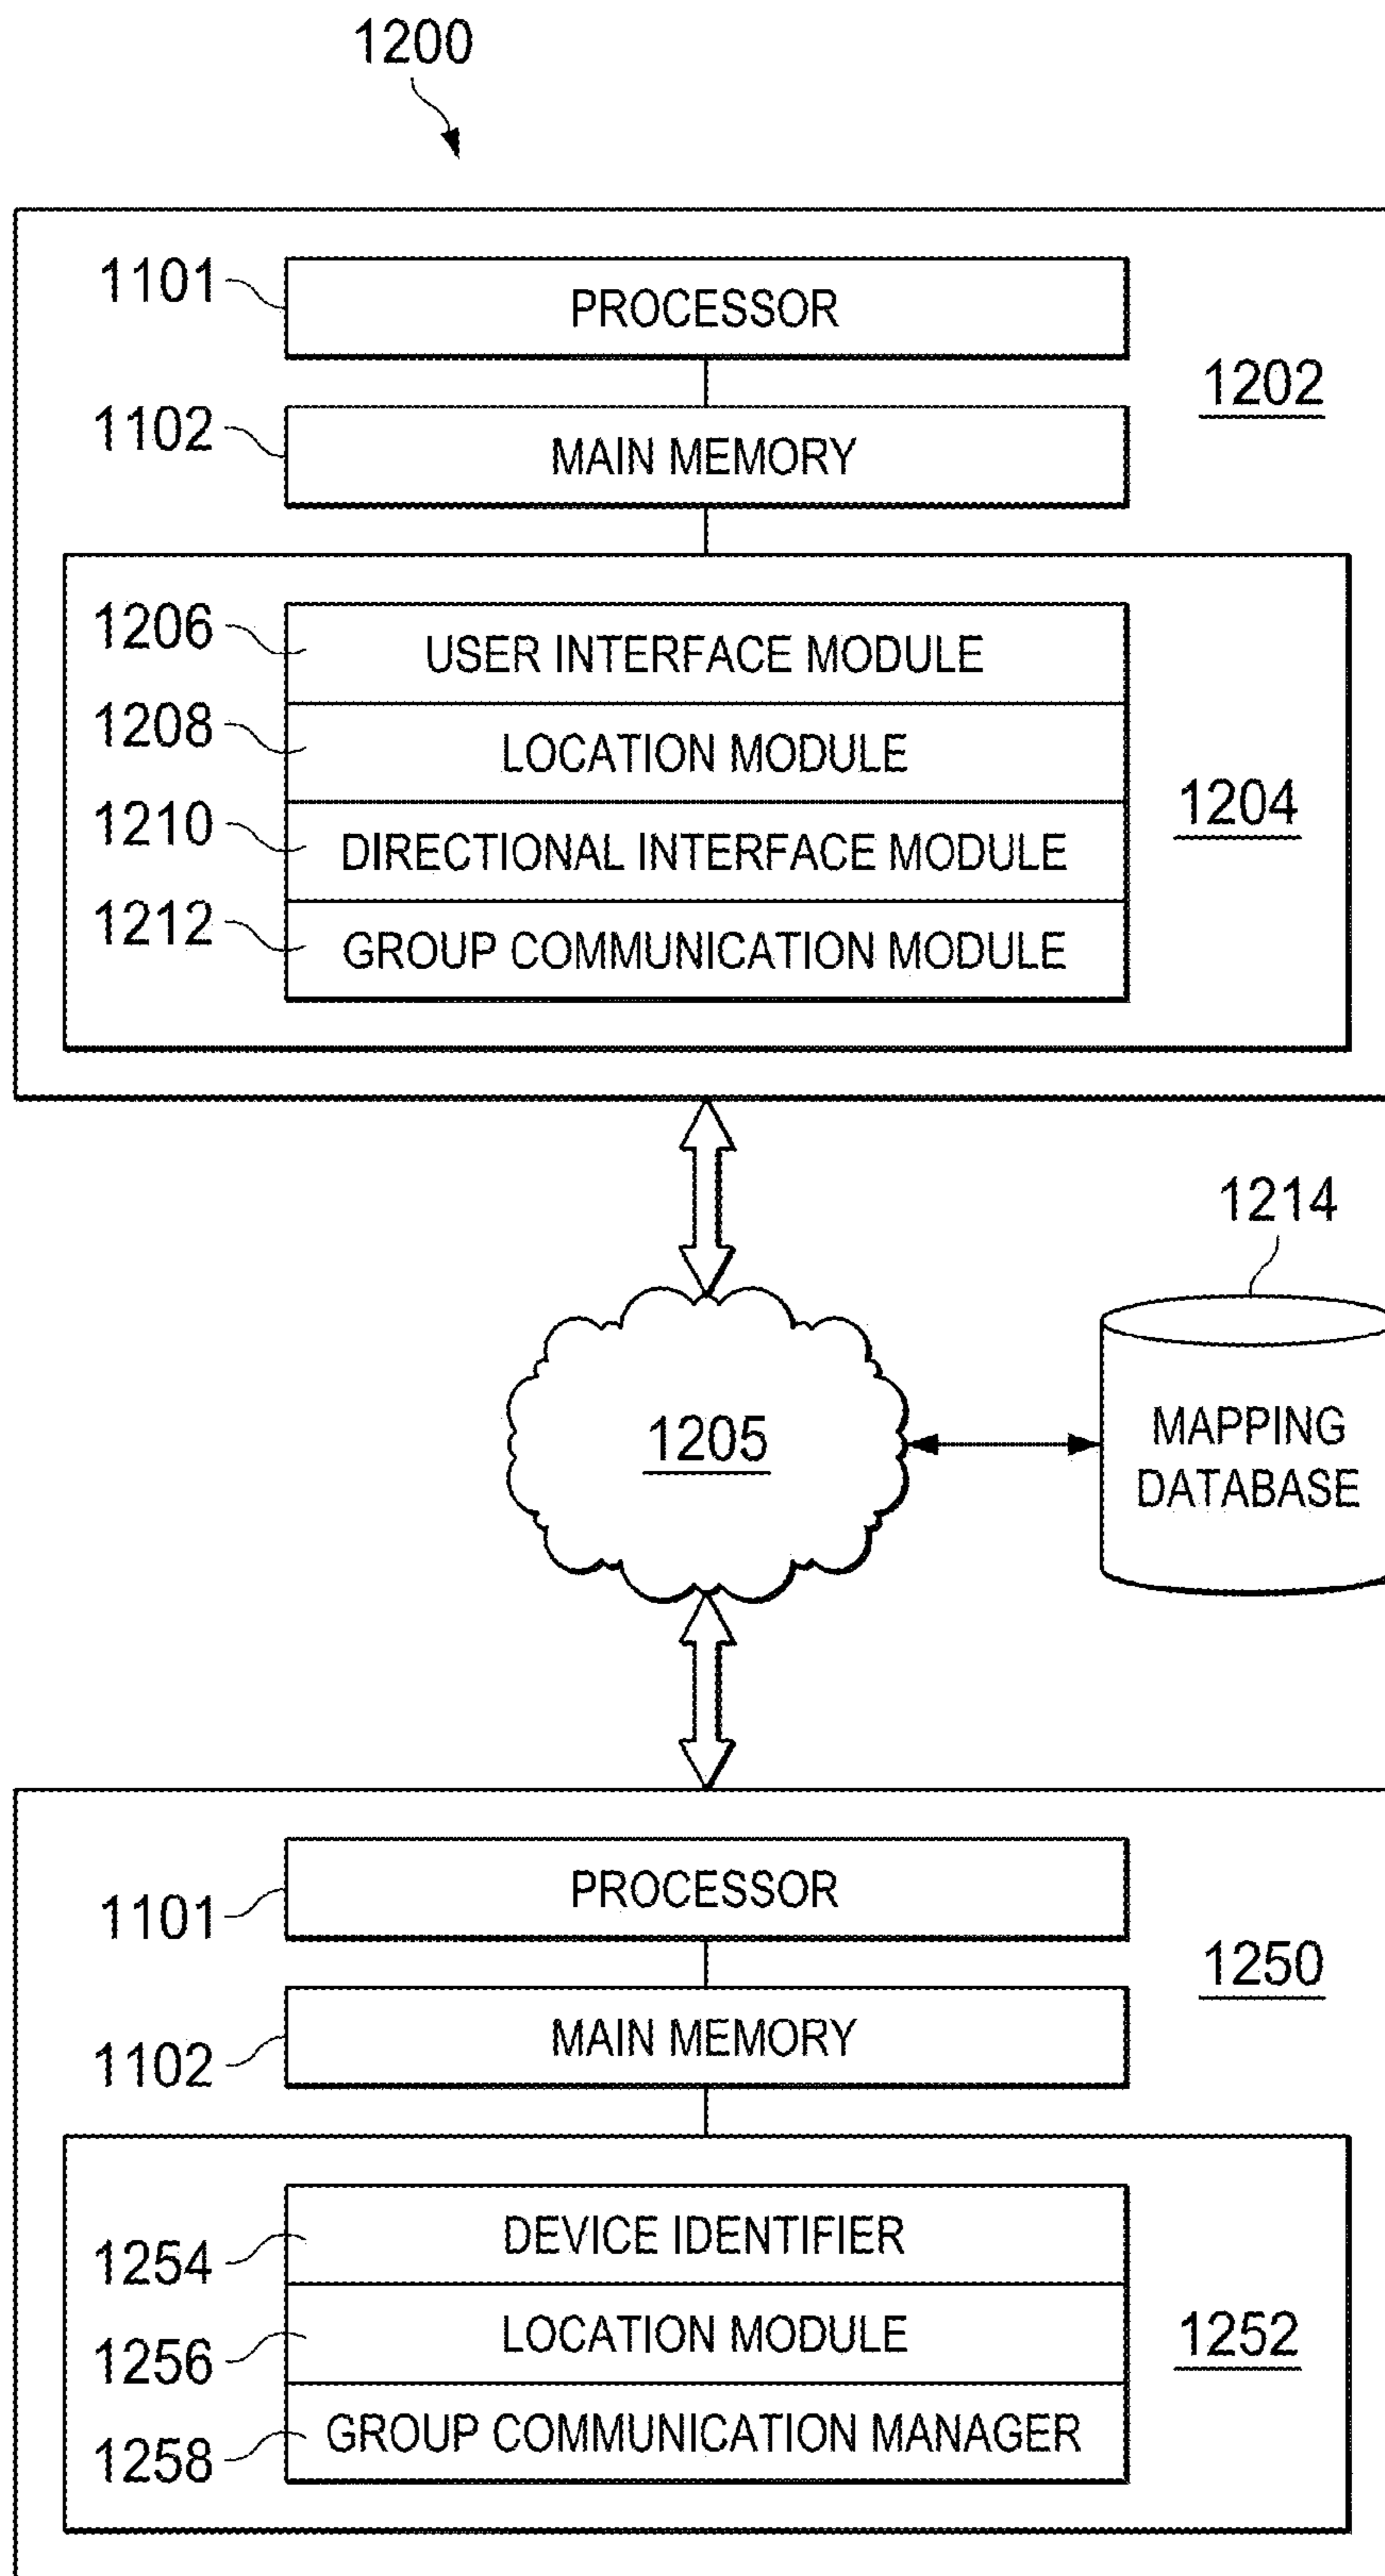 1200
1101
PROCESSOR
1202
1102
MAIN MEMORY
1206
USER INTERFACE MODULE
1208
LOCATION MODULE
1204
1210
DIRECTIONAL INTERFACE MODULE
1212
GROUP COMMUNICATION MODULE
1214
1205
MAPPING
DATABASE
1101
PROCESSOR
1250
1102
MAIN MEMORY
1254
DEVICE IDENTIFIER
1256
LOCATION MODULE
1252
1258
GROUP COMMUNICATION MANAGER